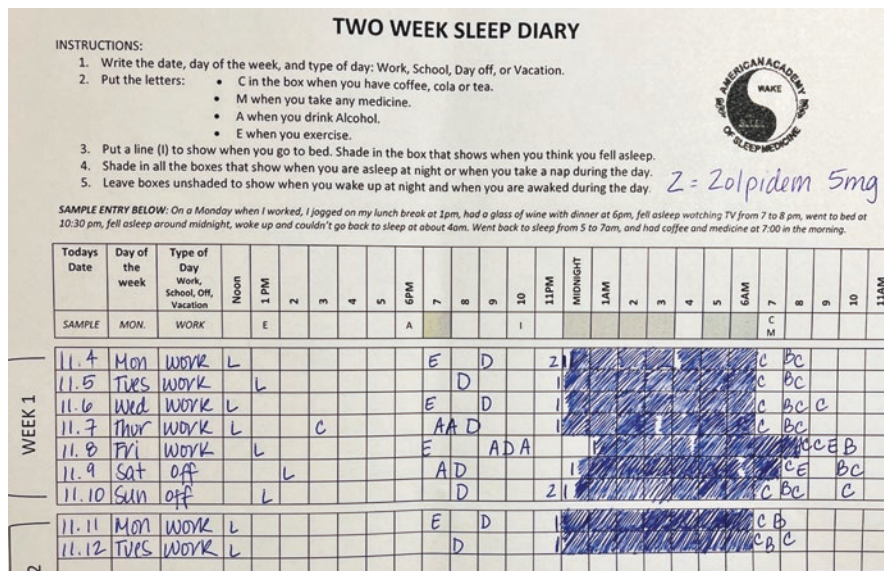 TWO WEEK SLEEP DIARY
INSTRUCTIONS:
1. Write the date, day of the week, and type of day: Work, School, Day off, or Vacation.
2. Put the letters: • C in the box when you have coffee, cola or tea.
• M when you take any medicine.
• A when you drink Alcohol.
• E when you exercise.
3. Put a line (I) to show when you go to bed. Shade in the box that shows when you think you fell asleep.
4. Shade in all the boxes that show when you are asleep at night or when you take a nap during the day.
5. Leave boxes unshaded to show when you wake up at night and when you are awaked during the day.
AMERICAN ACADEMY OF SLEEP MEDICINE
WAKE
SLEEP
Z = Zolpidem 5mg
SAMPLE ENTRY BELOW: On a Monday when I worked, I jogged on my lunch break at 1pm, had a glass of wine with dinner at 6pm, fell asleep watching TV from 7 to 8 pm, went to bed at
10:30 pm, fell asleep around midnight, woke up and couldn't go back to sleep at about 4am. Went back to sleep from 5 to 7am, and had coffee and medicine at 7:00 in the morning.
Todays Date Day of the week Type of Day Work, School, Off, Vacation Noon 1 PM 2 3 4 5 6PM 7 8 9 10 11PM MIDNIGHT 1AM 2 3 4 5 6AM 7 8 9 10 11AM
SAMPLE MON. WORK E A I C M
WEEK 1
11.4 Mon work L E D Z I C BC
11.5 Tues work L D I C BC
11.6 Wed work L E D I C BC C
11.7 Thur work L C AA D I C BC
11.8 Fri work L E A D A C C E B
11.9 Sat off L A D I C E BC
11.10 Sun off L D Z I C BC C
2
11.11 Mon work L E D I C B
11.12 Tues work L D I C B C